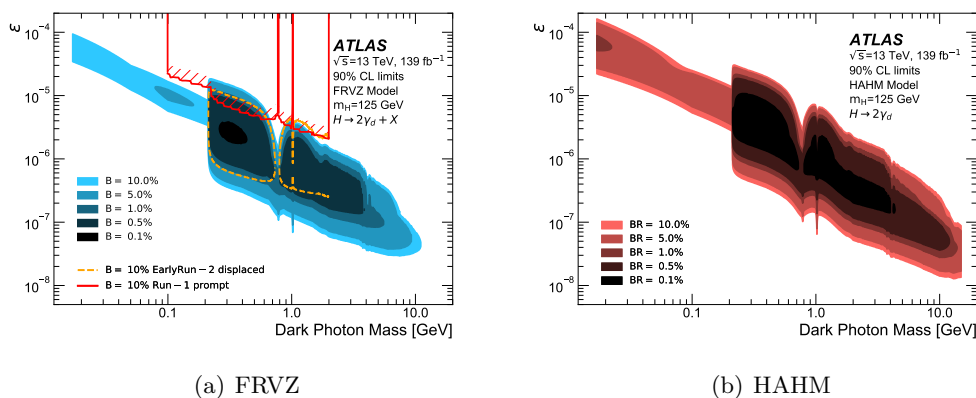 ε
10⁻⁴
10⁻⁵
10⁻⁶
10⁻⁷
10⁻⁸
ATLAS
√s=13 TeV, 139 fb⁻¹
90% CL limits
FRVZ Model
m_H=125 GeV
H→2γ_d + X
B = 10.0%
B = 5.0%
B = 1.0%
B = 0.5%
B = 0.1%
B = 10% EarlyRun−2 displaced
B = 10% Run−1 prompt
0.1 1.0 10.0
Dark Photon Mass [GeV]
(a) FRVZ
ε
10⁻⁴
10⁻⁵
10⁻⁶
10⁻⁷
10⁻⁸
ATLAS
√s=13 TeV, 139 fb⁻¹
90% CL limits
HAHM Model
m_H=125 GeV
H→2γ_d
BR = 10.0%
BR = 5.0%
BR = 1.0%
BR = 0.5%
BR = 0.1%
0.1 1.0 10.0
Dark Photon Mass [GeV]
(b) HAHM